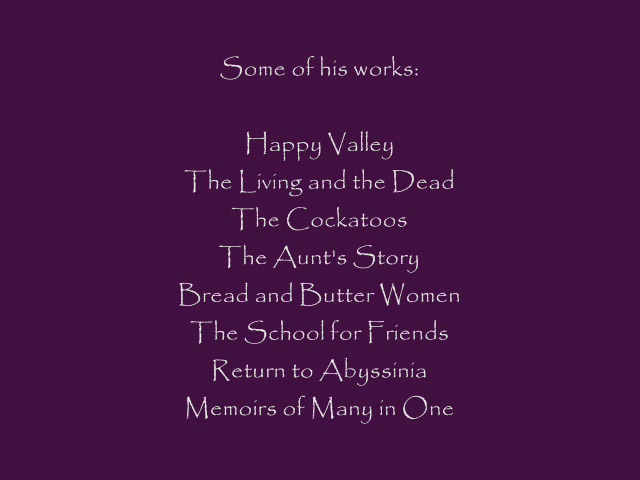 Some of his works:
Happy Valley
The Living and the Dead
The Cockatoos
The Aunt's Story
Bread and Butter Women
The School for Friends
Return to Abyssinia
Memoirs of Many in One